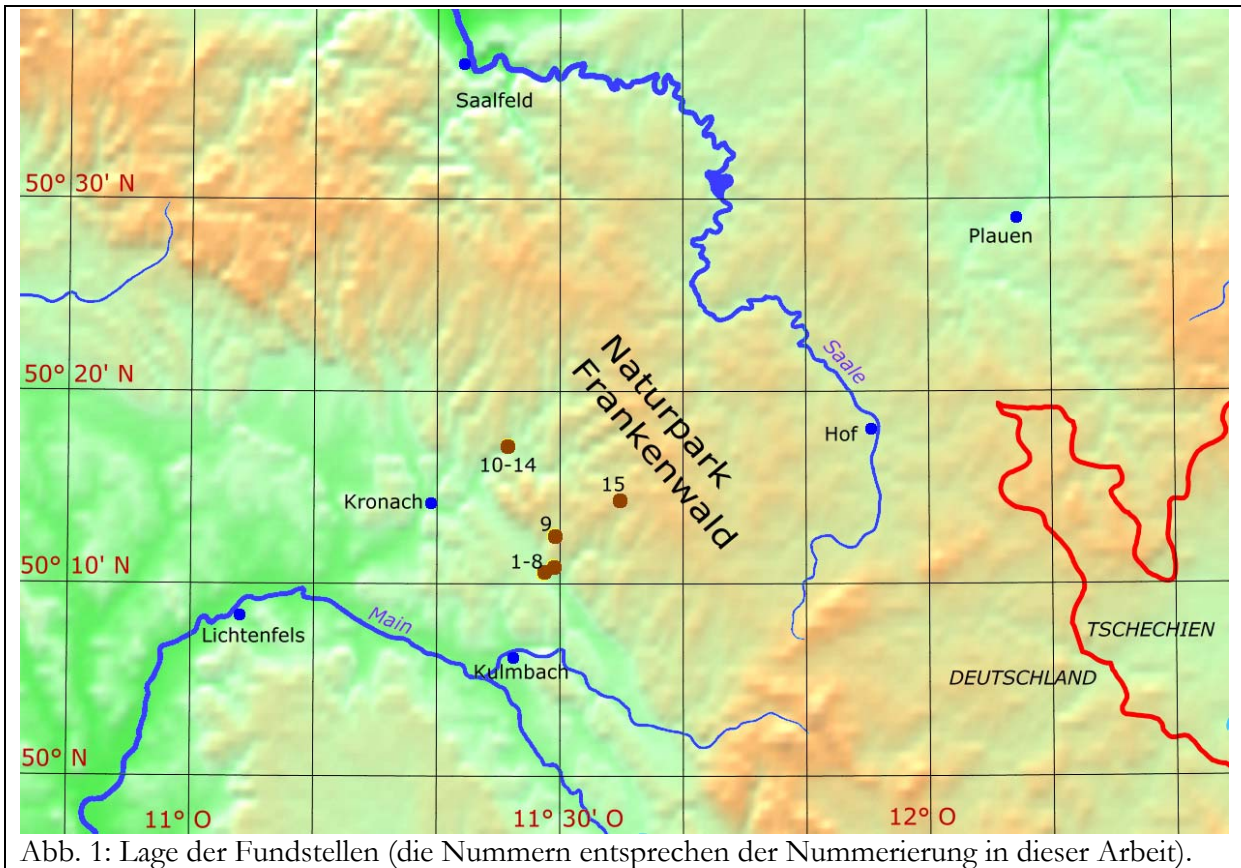 Saalfeld
50° 30' N
Plauen
Naturpark
Frankenwald
Saale
50° 20' N
Hof
10-14
15
Kronach
9
1-8
50° 10' N
Main
Lichtenfels
TSCHECHIEN
Kulmbach
DEUTSCHLAND
50° N
11° O
11° 30' O
12° O
Abb. 1: Lage der Fundstellen (die Nummern entsprechen der Nummerierung in dieser Arbeit).